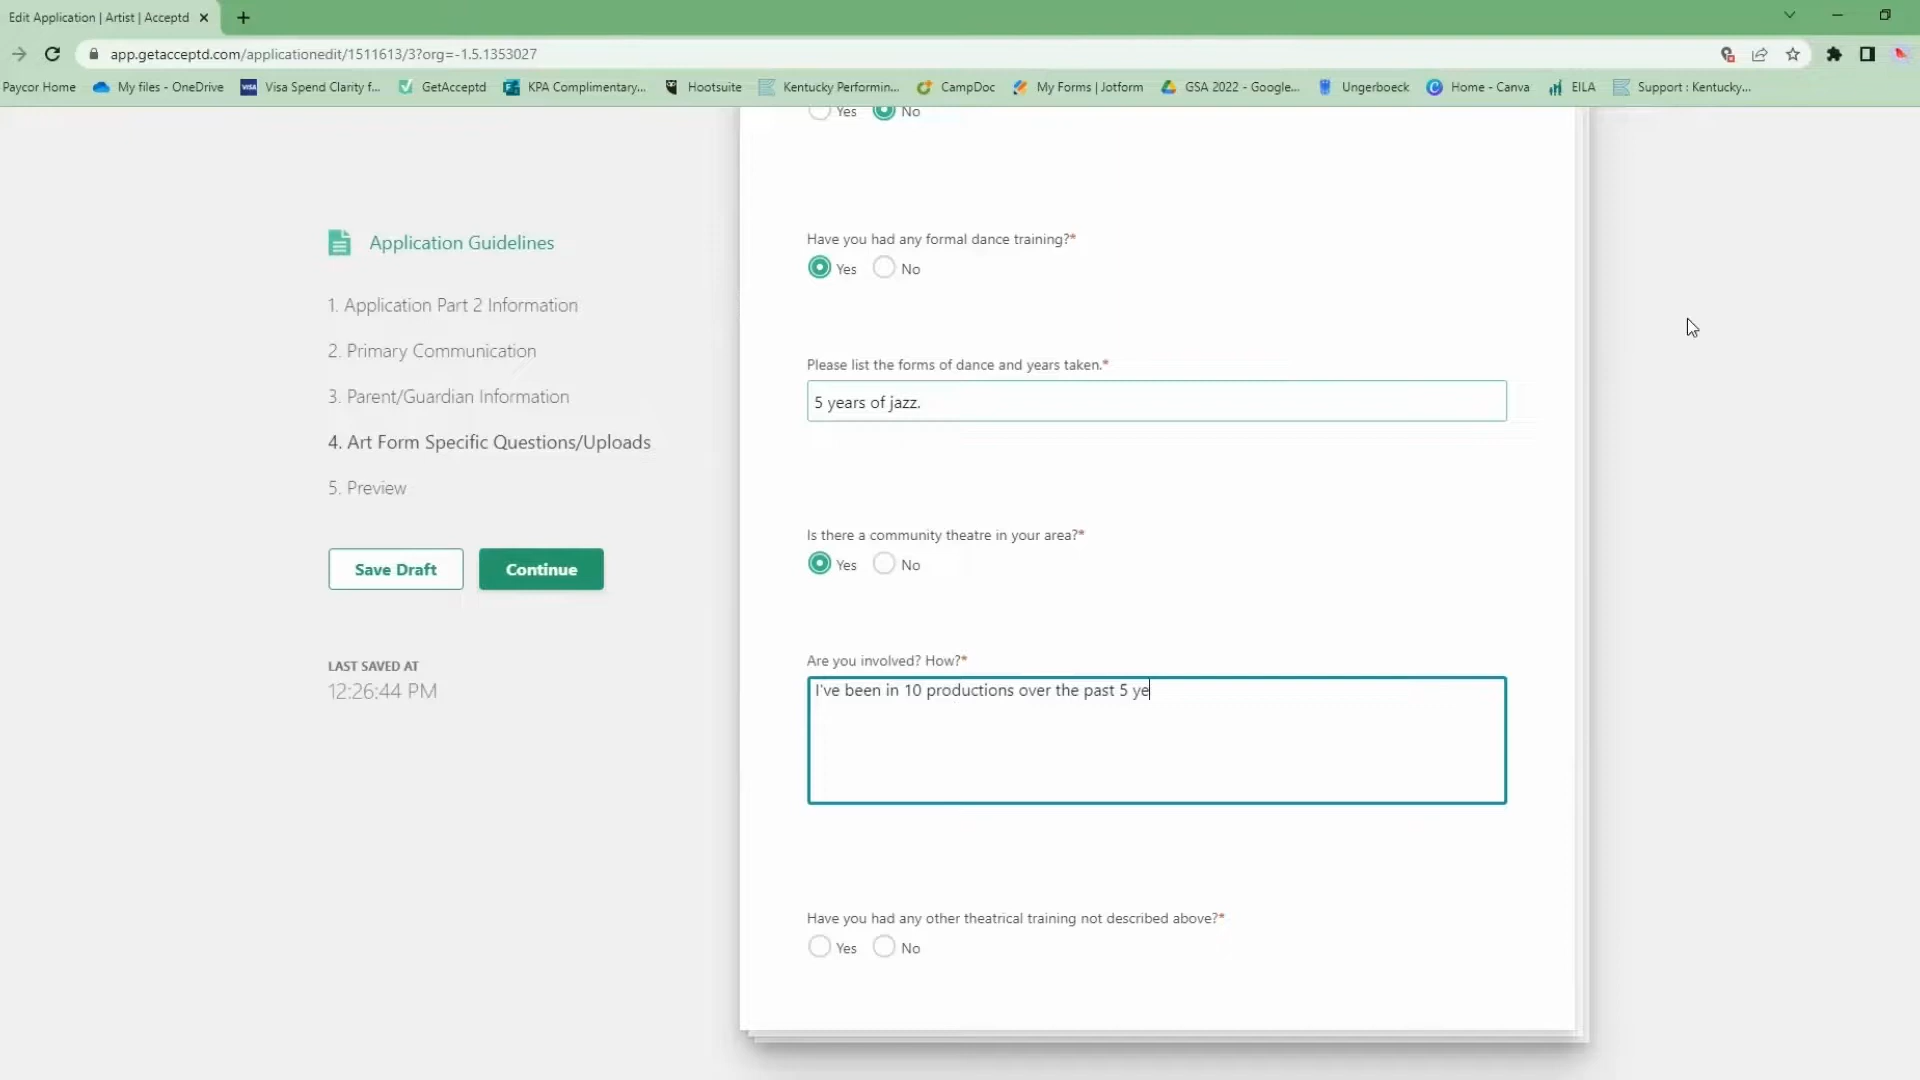 Edit Application | Artist | Acceptd
app.getacceptd.com/applicationedit/1511613/3?org=-1.5.1353027
Paycor Home My files - OneDrive VISA Visa Spend Clarity f... GetAcceptd KPA Complimentary... Hootsuite Kentucky Performin... CampDoc My Forms | Jotform GSA 2022 - Google... Ungerboeck Home - Canva EILA Support : Kentucky...
Yes No
Application Guidelines
1. Application Part 2 Information
2. Primary Communication
3. Parent/Guardian Information
4. Art Form Specific Questions/Uploads
5. Preview
Save Draft Continue
LAST SAVED AT
12:26:44 PM
Have you had any formal dance training?*
Yes No
Please list the forms of dance and years taken.*
5 years of jazz.
Is there a community theatre in your area?*
Yes No
Are you involved? How?*
I've been in 10 productions over the past 5 ye
Have you had any other theatrical training not described above?*
Yes No